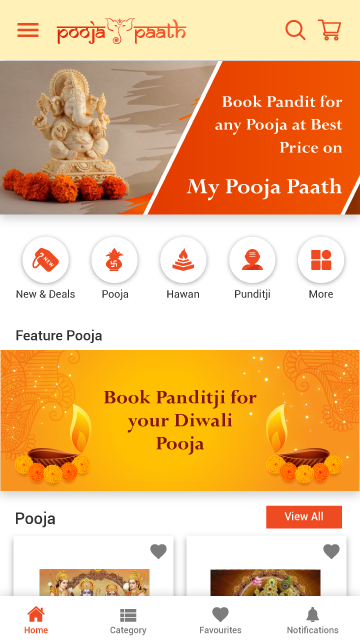 pooja paath
Book Pandit for
any Pooja at Best
Price on
My Pooja Paath
NEW
New & Deals
Pooja
Hawan
Punditji
More
Feature Pooja
Book Panditji for
your Diwali
Pooja
Pooja
View All
Home
Category
Favourites
Notifications